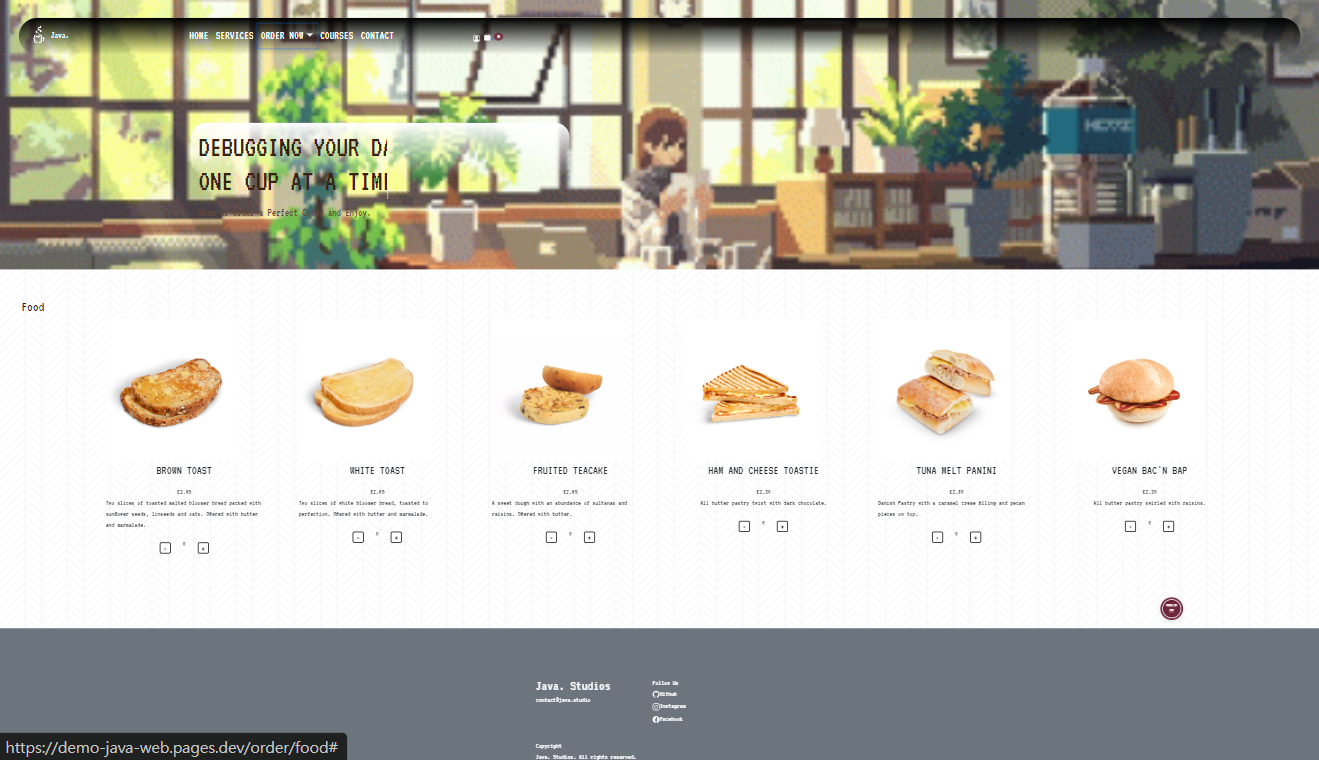 Java.
HOME SERVICES ORDER NOW COURSES CONTACT
0
DEBUGGING YOUR DA
ONE CUP AT A TIM
a Perfect and Enjoy.
Food
BROWN TOAST
£2.65
Two slices of toasted malted bloomer bread packed with
sunflower seeds, linseeds and oats. Offered with butter
and marmalade.
- 0 +
WHITE TOAST
£2.65
Two slices of white bloomer bread, toasted to
perfection. Offered with butter and marmalade.
- 0 +
FRUITED TEACAKE
£2.65
A sweet dough with an abundance of sultanas and
raisins. Offered with butter.
- 0 +
HAM AND CHEESE TOASTIE
£2.30
All butter pastry twist with dark chocolate.
- 0 +
TUNA MELT PANINI
£2.80
Danish Pastry with a caramel creme filling and pecan
pieces on top.
- 0 +
VEGAN BAC'N BAP
£2.30
All butter pastry swirled with raisins.
- 0 +
Java. Studios
contact@java.studio
Follow Us
Github
Instagram
Facebook
Copyright
Java. Studios. All rights reserved.
https://demo-java-web.pages.dev/order/food#